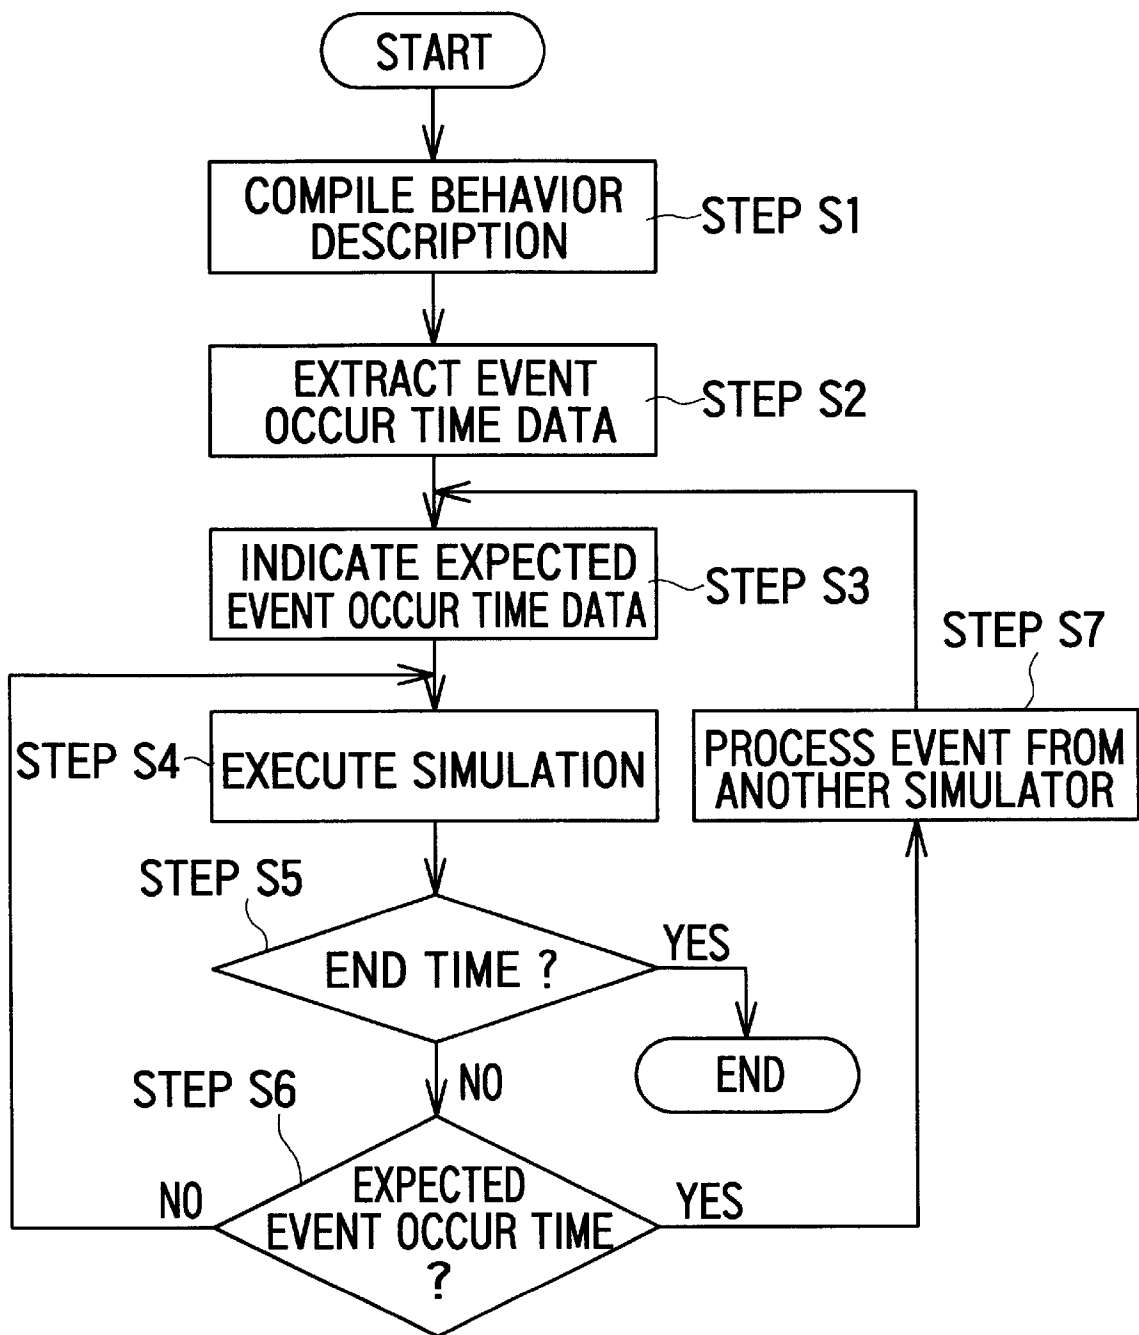 START
COMPILE BEHAVIOR
DESCRIPTION
STEP S1
EXTRACT EVENT
OCCUR TIME DATA
STEP S2
INDICATE EXPECTED
EVENT OCCUR TIME DATA
STEP S3
STEP S7
PROCESS EVENT FROM
ANOTHER SIMULATOR
STEP S4
EXECUTE SIMULATION
STEP S5
END TIME ?
YES
END
NO
STEP S6
EXPECTED
EVENT OCCUR TIME
?
NO
YES